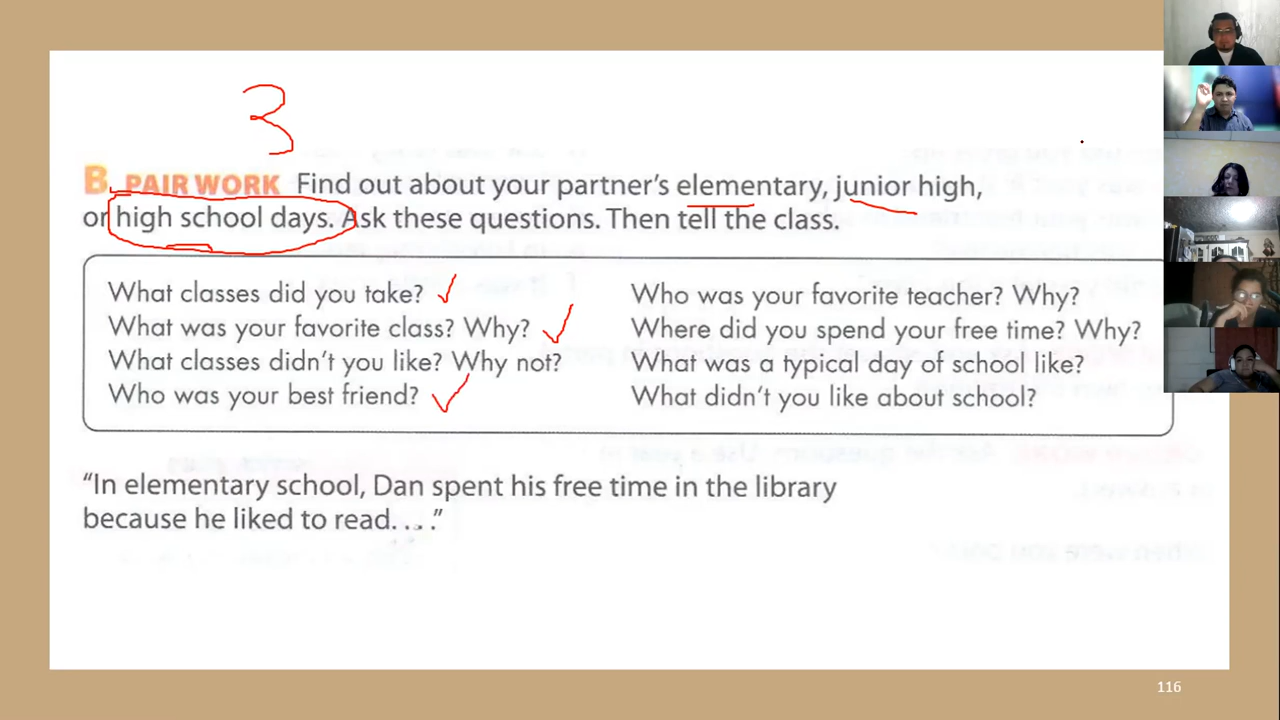 3
B. PAIR WORK Find out about your partner's elementary, junior high,
or high school days. Ask these questions. Then tell the class.
What classes did you take?
What was your favorite class? Why?
What classes didn't you like? Why not?
Who was your best friend?
Who was your favorite teacher? Why?
Where did you spend your free time? Why?
What was a typical day of school like?
What didn't you like about school?
"In elementary school, Dan spent his free time in the library
because he liked to read. . . ."
116